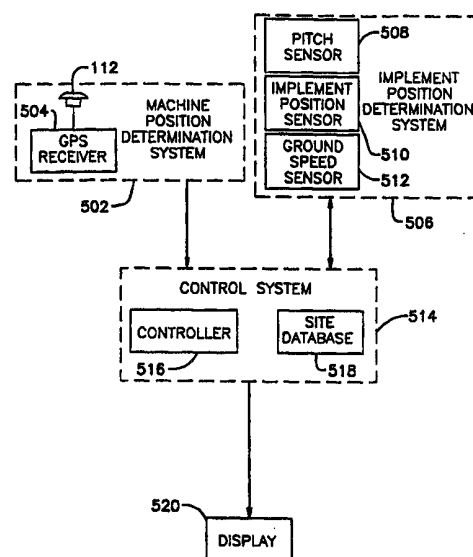 112
504
GPS
RECEIVER
MACHINE
POSITION
DETERMINATION
SYSTEM
502
PITCH
SENSOR
508
IMPLEMENT
POSITION SENSOR
510
GROUND
SPEED
SENSOR
512
IMPLEMENT
POSITION
DETERMINATION
SYSTEM
506
CONTROL SYSTEM
514
CONTROLLER
516
SITE
DATABASE
518
520
DISPLAY